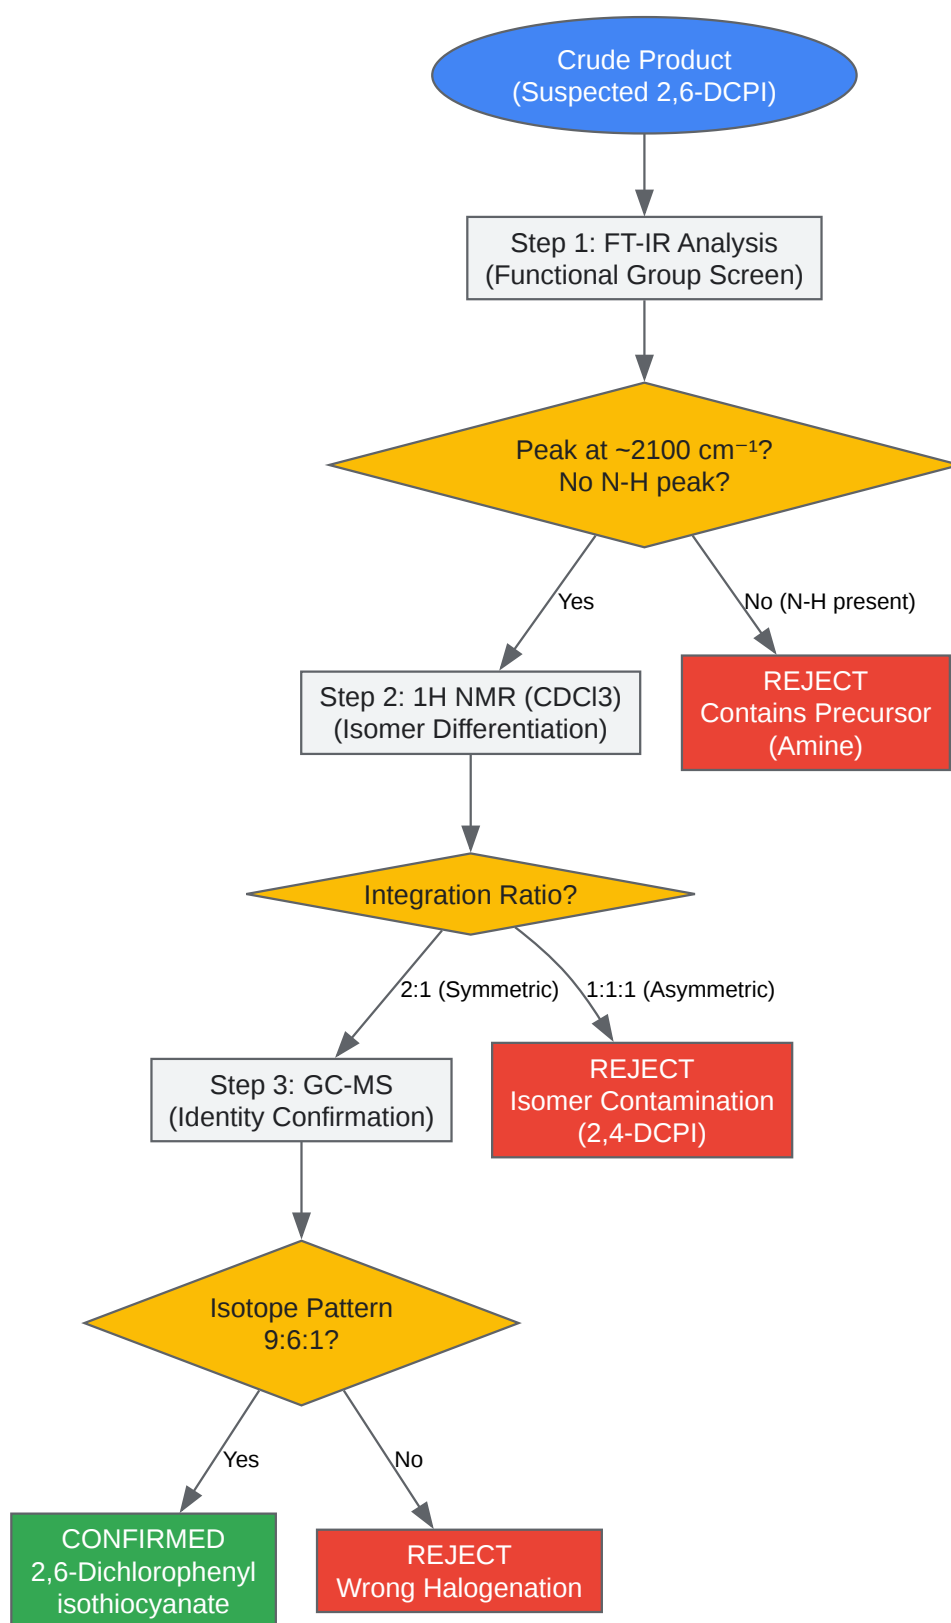 Crude Product
(Suspected 2,6-DCPI)
Step 1: FT-IR Analysis
(Functional Group Screen)
Peak at ~2100 cm⁻¹?
No N-H peak?
Yes
No (N-H present)
Step 2: 1H NMR (CDCl3)
(Isomer Differentiation)
REJECT
Contains Precursor
(Amine)
Integration Ratio?
2:1 (Symmetric)
1:1:1 (Asymmetric)
Step 3: GC-MS
(Identity Confirmation)
REJECT
Isomer Contamination
(2,4-DCPI)
Isotope Pattern
9:6:1?
Yes
No
CONFIRMED
2,6-Dichlorophenyl
isothiocyanate
REJECT
Wrong Halogenation